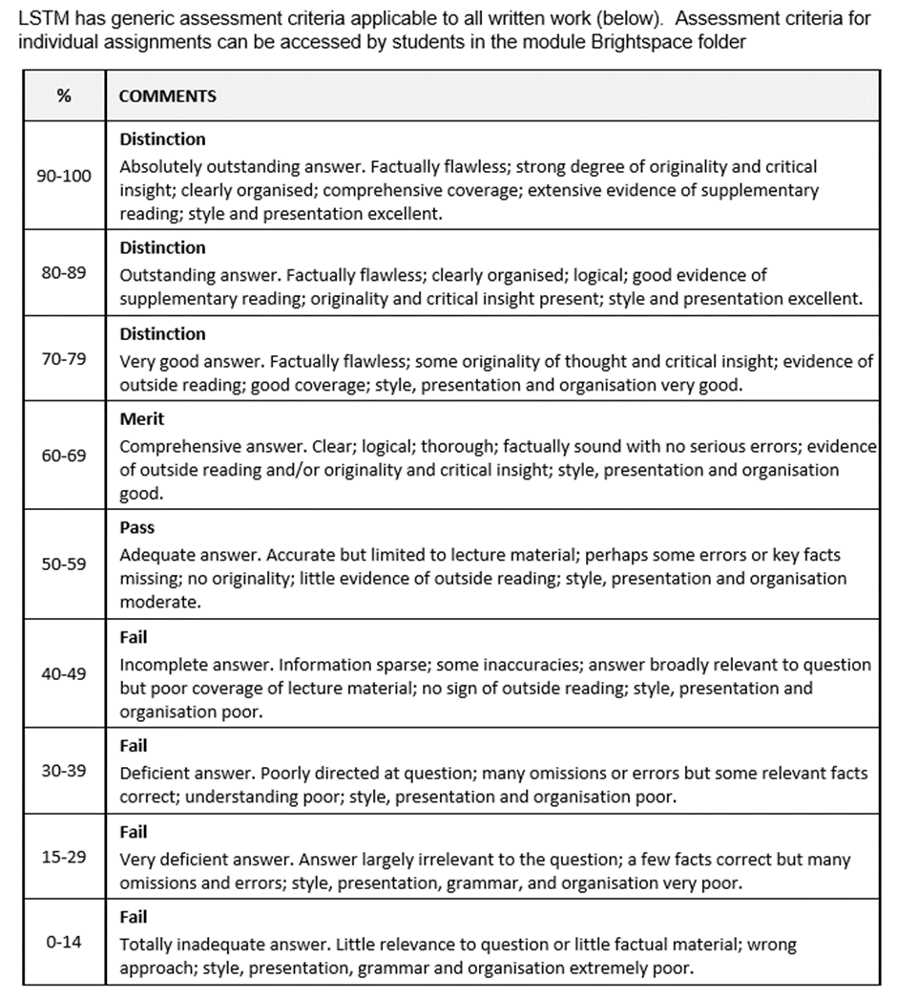 LSTM has generic assessment criteria applicable to all written work (below).  Assessment criteria for
individual assignments can be accessed by students in the module Brightspace folder
% COMMENTS
Distinction
90-100
Absolutely outstanding answer. Factually flawless; strong degree of originality and critical
insight; clearly organised; comprehensive coverage; extensive evidence of supplementary
reading; style and presentation excellent.
Distinction
80-89
Outstanding answer. Factually flawless; clearly organised; logical; good evidence of
supplementary reading; originality and critical insight present; style and presentation excellent.
Distinction
70-79
Very good answer. Factually flawless; some originality of thought and critical insight; evidence of
outside reading; good coverage; style, presentation and organisation very good.
Merit
60-69
Comprehensive answer. Clear; logical; thorough; factually sound with no serious errors; evidence
of outside reading and/or originality and critical insight; style, presentation and organisation
good.
Pass
50-59
Adequate answer. Accurate but limited to lecture material; perhaps some errors or key facts
missing; no originality; little evidence of outside reading; style, presentation and organisation
moderate.
Fail
40-49
Incomplete answer. Information sparse; some inaccuracies; answer broadly relevant to question
but poor coverage of lecture material; no sign of outside reading; style, presentation and
organisation poor.
Fail
30-39
Deficient answer. Poorly directed at question; many omissions or errors but some relevant facts
correct; understanding poor; style, presentation and organisation poor.
Fail
15-29
Very deficient answer. Answer largely irrelevant to the question; a few facts correct but many
omissions and errors; style, presentation, grammar, and organisation very poor.
Fail
0-14
Totally inadequate answer. Little relevance to question or little factual material; wrong
approach; style, presentation, grammar and organisation extremely poor.